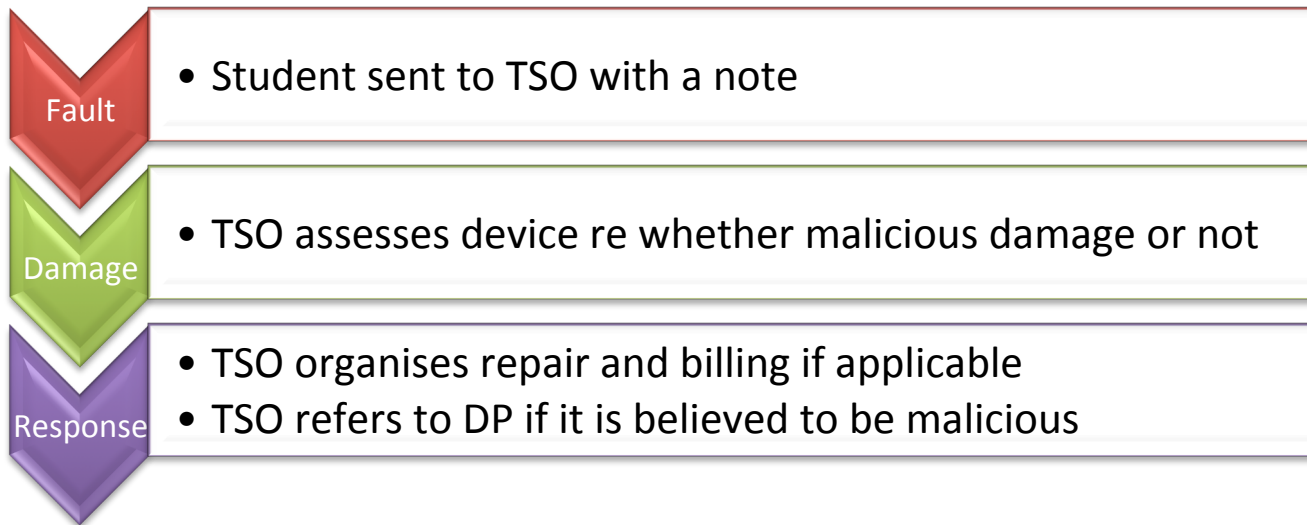 Fault
• Student sent to TSO with a note
Damage
• TSO assesses device re whether malicious damage or not
Response
• TSO organises repair and billing if applicable
• TSO refers to DP if it is believed to be malicious